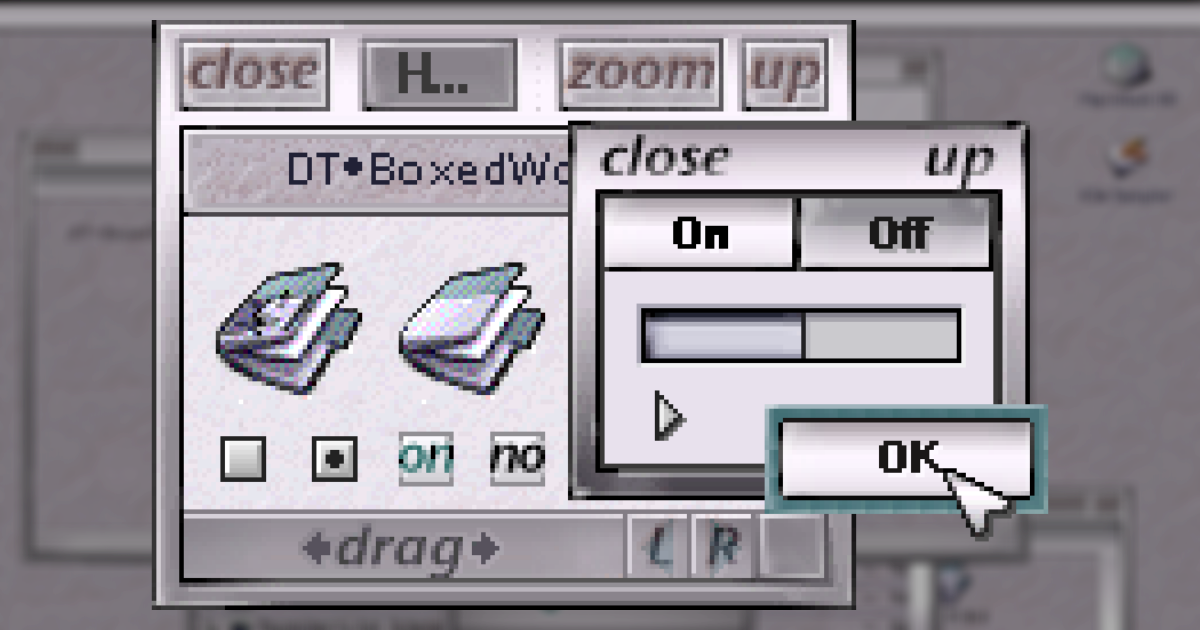 close H... zoom up
DT•BoxedWo
close up
On Off
on no
OK
drag L R